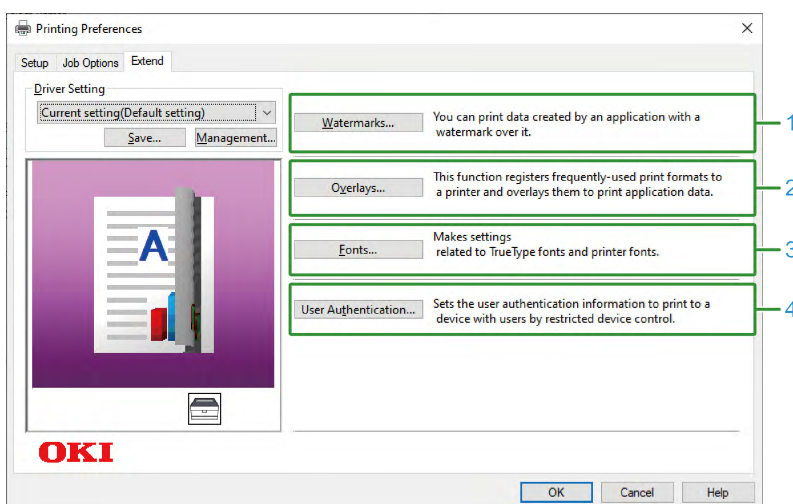 Printing Preferences
Setup Job Options Extend
Driver Setting
Current setting(Default setting)
Save... Management...
Watermarks...
You can print data created by an application with a
watermark over it.
1
Overlays...
This function registers frequently-used print formats to
a printer and overlays them to print application data.
2
Fonts...
Makes settings
related to TrueType fonts and printer fonts.
3
User Authentication...
Sets the user authentication information to print to a
device with users by restricted device control.
4
A
OKI
OK Cancel Help